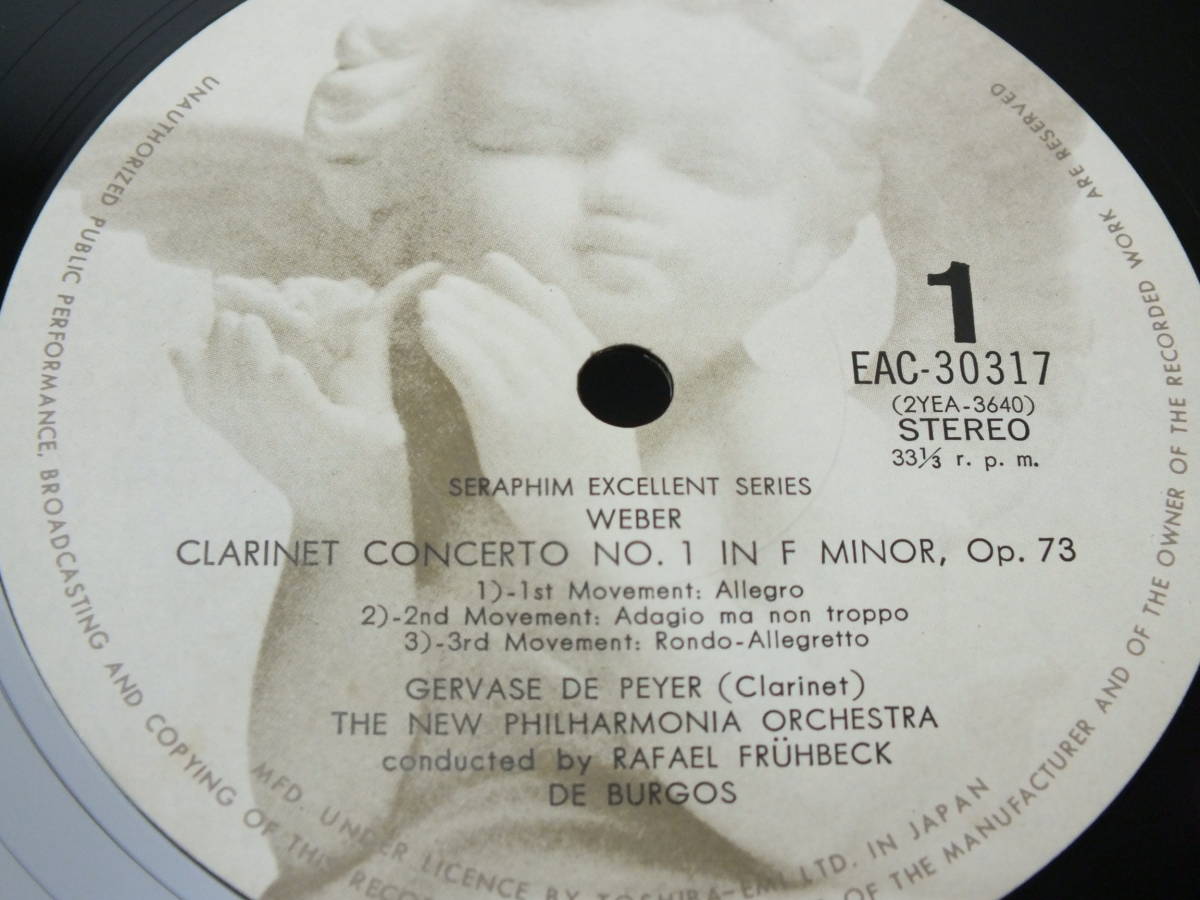 1
EAC-30317
(2YEA-3640)
STEREO
33⅓ r. p. m.
SERAPHIM EXCELLENT SERIES
WEBER
CLARINET CONCERTO NO. 1 IN F MINOR, Op. 73
1)-1st Movement: Allegro
2)-2nd Movement: Adagio ma non troppo
3)-3rd Movement: Rondo-Allegretto
GERVASE DE PEYER (Clarinet)
THE NEW PHILHARMONIA ORCHESTRA
conducted by RAFAEL FRÜHBECK
DE BURGOS
MFD. UNDER LICENCE BY TOSHIBA-EMI LTD. IN JAPAN
UNAUTHORIZED PUBLIC PERFORMANCE, BROADCASTING AND COPYING OF THIS OF THE MANUFACTURER AND OF THE OWNER OF THE RECORDED WORK ARE RESERVED